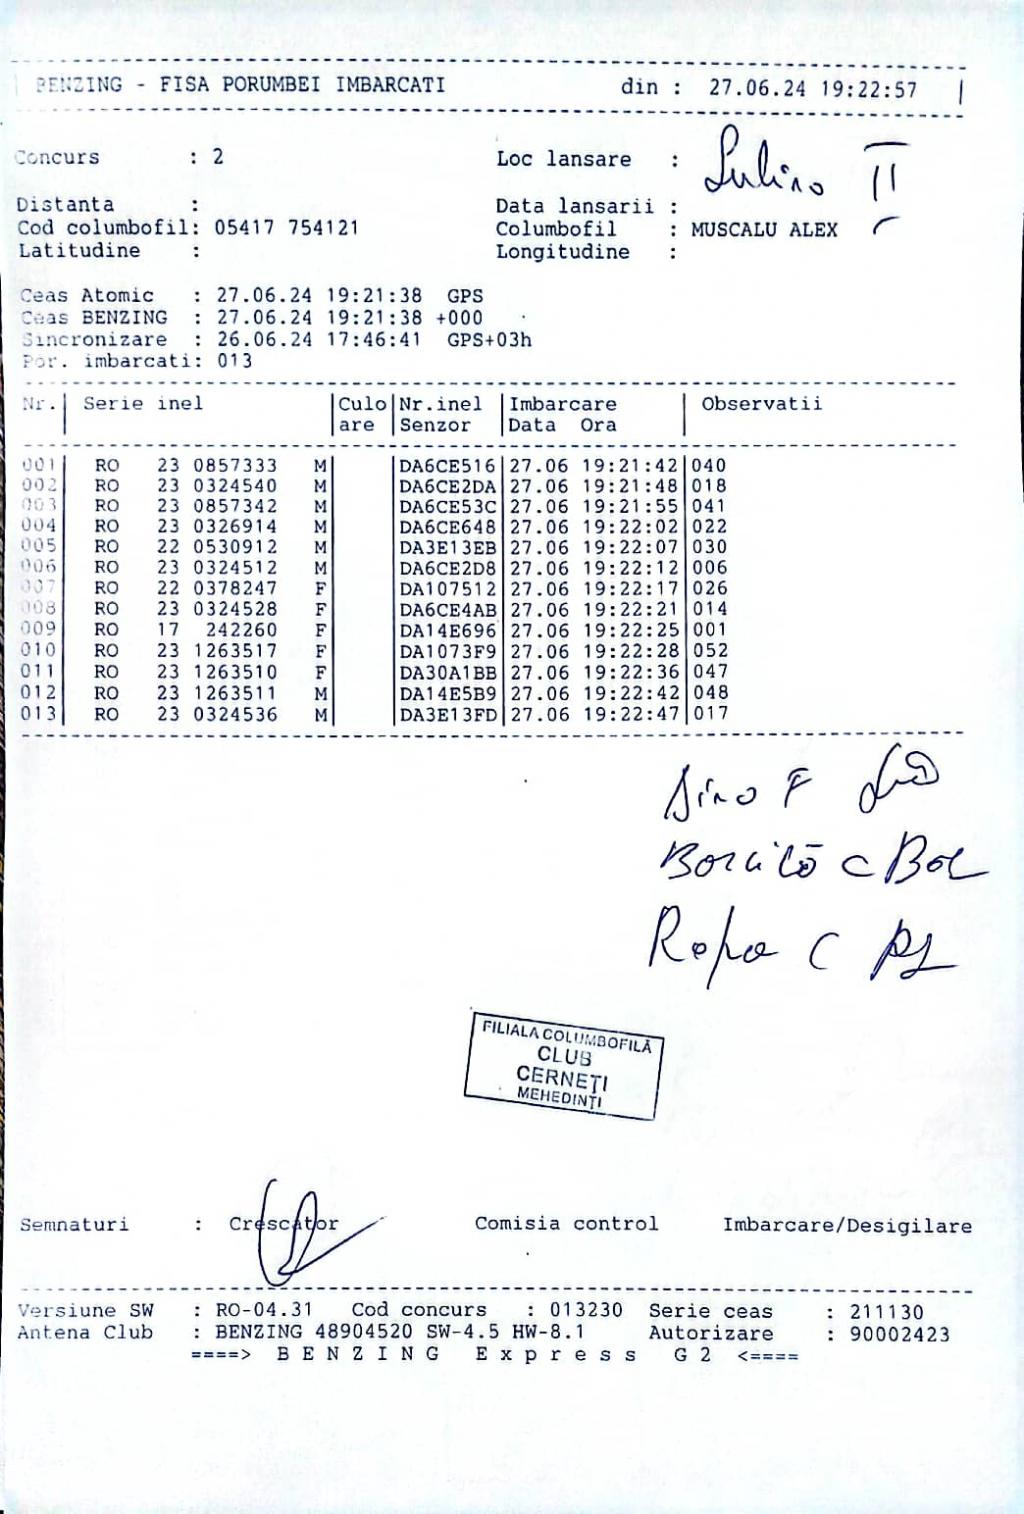 BENZING - FISA PORUMBEI IMBARCATI din : 27.06.24 19:22:57
Concurs : 2 Loc lansare : II
Distanta : Data lansarii :
Cod columbofil: 05417 754121 Columbofil : MUSCALU ALEX
Latitudine : Longitudine :
Ceas Atomic : 27.06.24 19:21:38 GPS
Ceas BENZING : 27.06.24 19:21:38 +000
Sincronizare : 26.06.24 17:46:41 GPS+03h
Por. imbarcati: 013
Nr. Serie inel Culo Nr.inel Imbarcare Observatii
are Senzor Data Ora
001 RO 23 0857333 M DA6CE516 27.06 19:21:42 040
002 RO 23 0324540 M DA6CE2DA 27.06 19:21:48 018
003 RO 23 0857342 M DA6CE53C 27.06 19:21:55 041
004 RO 23 0326914 M DA6CE648 27.06 19:22:02 022
005 RO 22 0530912 M DA3E13EB 27.06 19:22:07 030
006 RO 23 0324512 M DA6CE2D8 27.06 19:22:12 006
007 RO 22 0378247 F DA107512 27.06 19:22:17 026
008 RO 23 0324528 F DA6CE4AB 27.06 19:22:21 014
009 RO 17 242260 F DA14E696 27.06 19:22:25 001
010 RO 23 1263517 F DA1073F9 27.06 19:22:28 052
011 RO 23 1263510 F DA30A1BB 27.06 19:22:36 047
012 RO 23 1263511 M DA14E5B9 27.06 19:22:42 048
013 RO 23 0324536 M DA3E13FD 27.06 19:22:47 017
F
C
C
FILIALA COLUMBOFILĂ
CLUB
CERNEȚI
MEHEDINȚI
Semnaturi : Crescator Comisia control Imbarcare/Desigilare
Versiune SW : RO-04.31 Cod concurs : 013230 Serie ceas : 211130
Antena Club : BENZING 48904520 SW-4.5 HW-8.1 Autorizare : 90002423
====> B E N Z I N G E x p r e s s G 2 <====